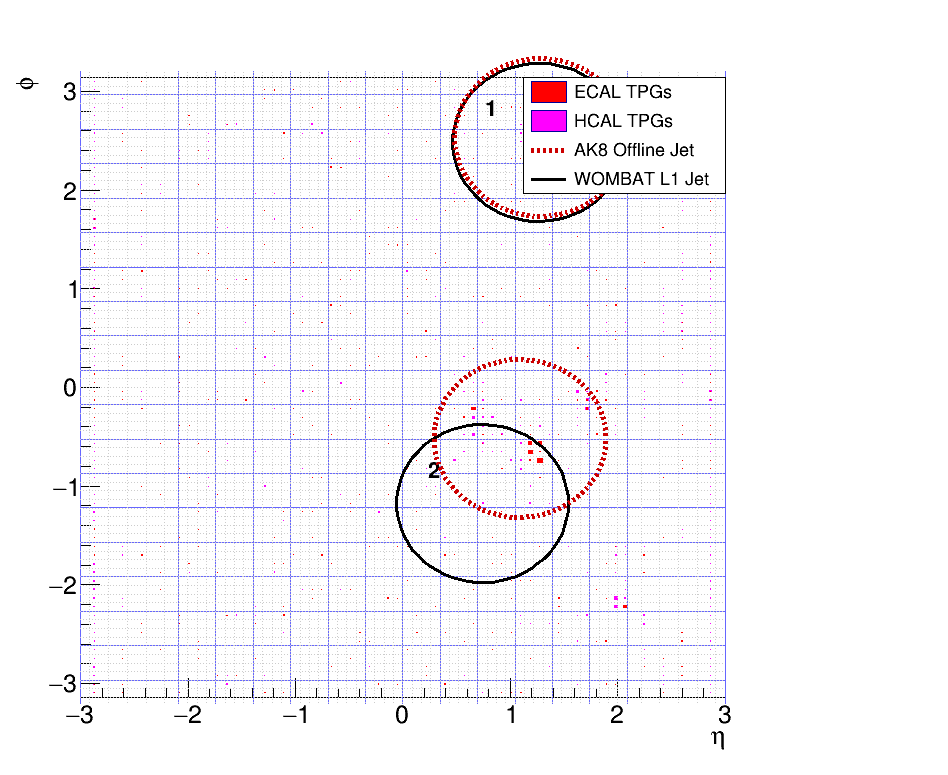 ϕ
3
2
1
0
−1
−2
−3
1
2
ECAL TPGs
HCAL TPGs
AK8 Offline Jet
WOMBAT L1 Jet
−3 −2 −1 0 1 2 3
η